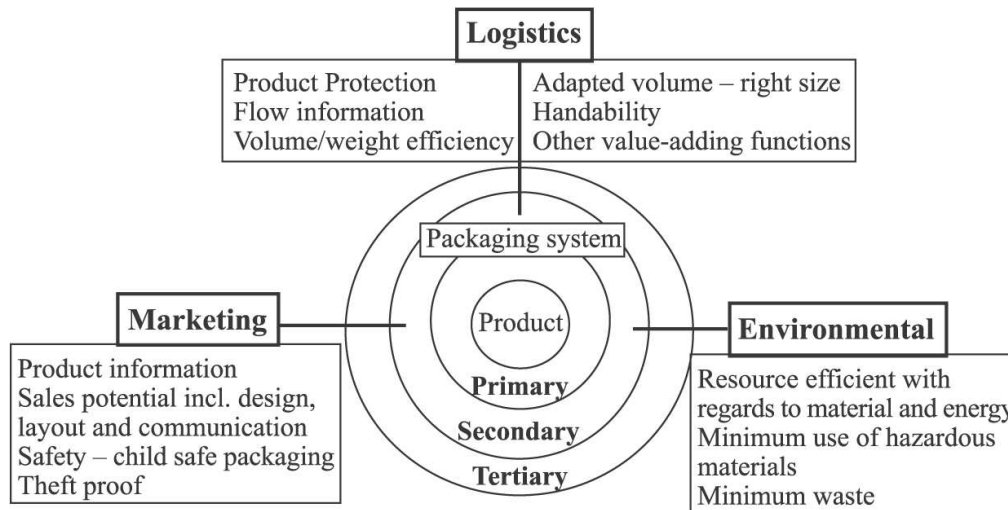 Logistics
Product Protection
Flow information
Volume/weight efficiency
Adapted volume – right size
Handability
Other value-adding functions
Packaging system
Product
Primary
Secondary
Tertiary
Marketing
Product information
Sales potential incl. design,
layout and communication
Safety – child safe packaging
Theft proof
Environmental
Resource efficient with
regards to material and energy
Minimum use of hazardous
materials
Minimum waste